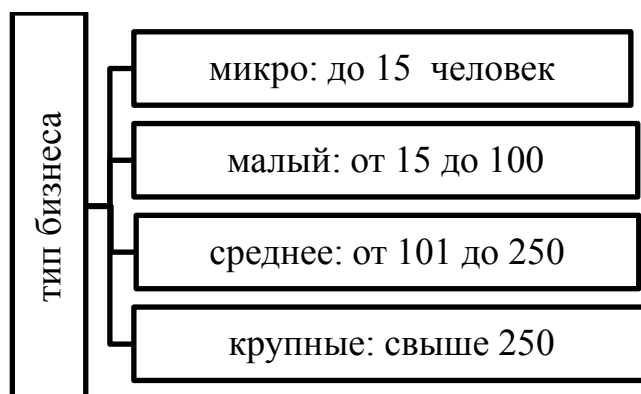 тип бизнеса
микро: до 15 человек
малый: от 15 до 100
среднее: от 101 до 250
крупные: свыше 250